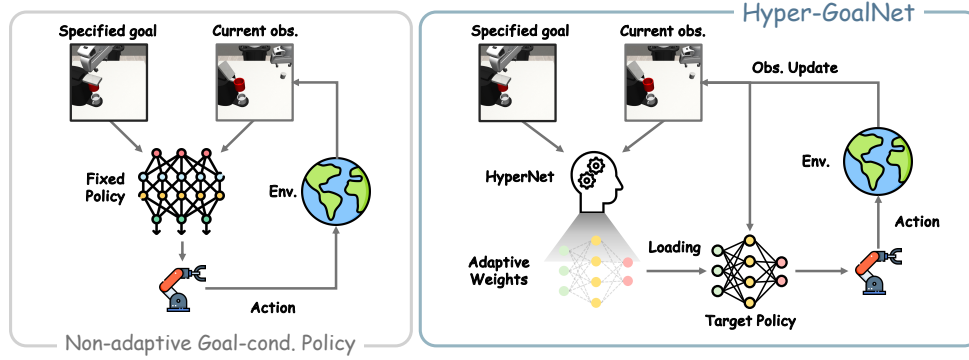 Specified goal
Current obs.
Fixed
Policy
Env.
Action
Non-adaptive Goal-cond. Policy
Hyper-GoalNet
Specified goal
Current obs.
Obs. Update
HyperNet
Env.
Adaptive
Weights
Loading
Action
Target Policy